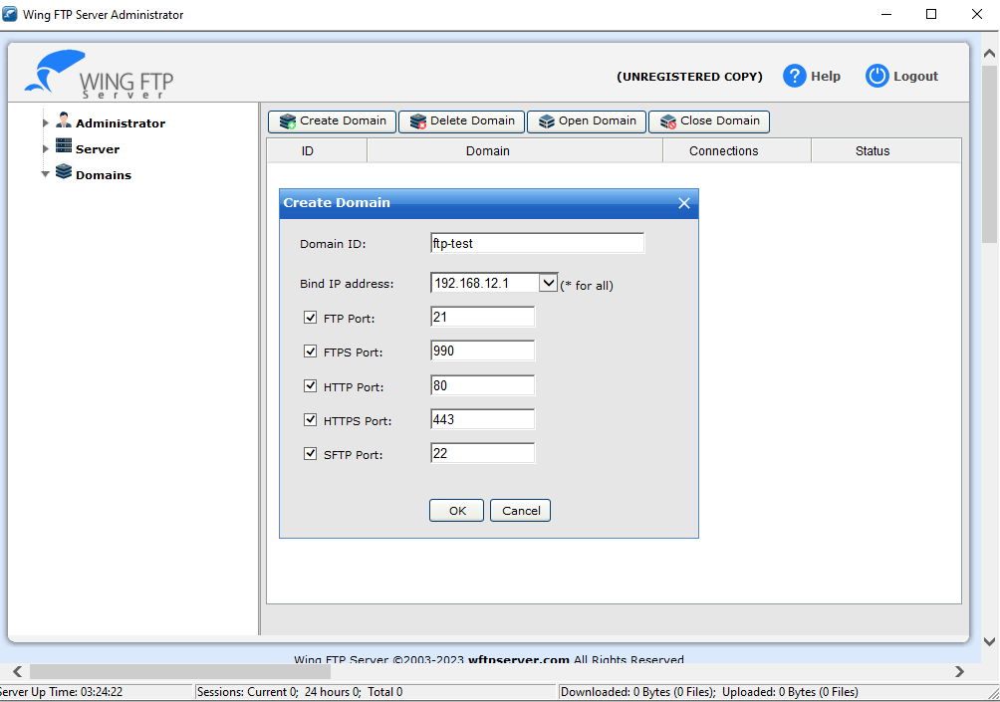 Wing FTP Server Administrator
WING FTP
Server
(UNREGISTERED COPY) Help Logout
Administrator
Server
Domains
Create Domain Delete Domain Open Domain Close Domain
ID Domain Connections Status
Create Domain
Domain ID: ftp-test
Bind IP address: 192.168.12.1 (* for all)
FTP Port: 21
FTPS Port: 990
HTTP Port: 80
HTTPS Port: 443
SFTP Port: 22
OK Cancel
Wing FTP Server ©2003-2023 wftpserver.com All Rights Reserved
Server Up Time: 03:24:22 Sessions: Current 0; 24 hours 0; Total 0 Downloaded: 0 Bytes (0 Files); Uploaded: 0 Bytes (0 Files)